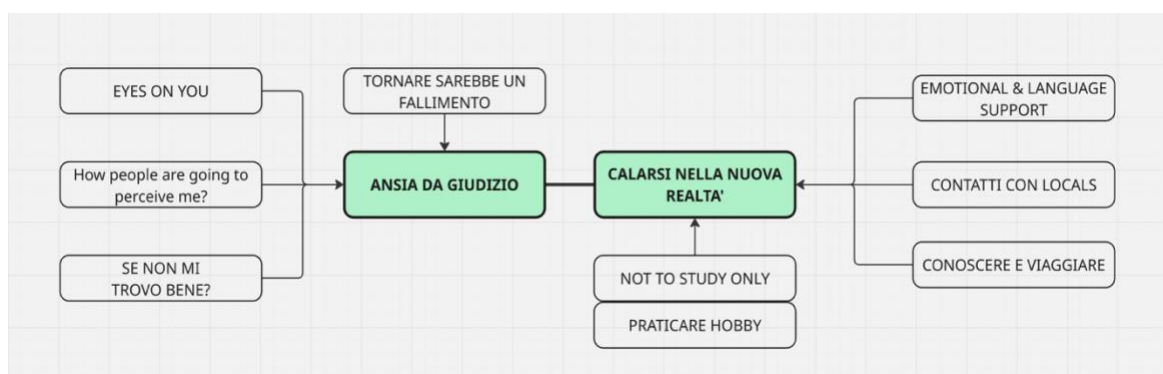 EYES ON YOU
How people are going to
perceive me?
SE NON MI
TROVO BENE?
TORNARE SAREBBE UN
FALLIMENTO
ANSIA DA GIUDIZIO
CALARSI NELLA NUOVA
REALTA'
NOT TO STUDY ONLY
PRATICARE HOBBY
EMOTIONAL & LANGUAGE
SUPPORT
CONTATTI CON LOCALS
CONOSCERE E VIAGGIARE